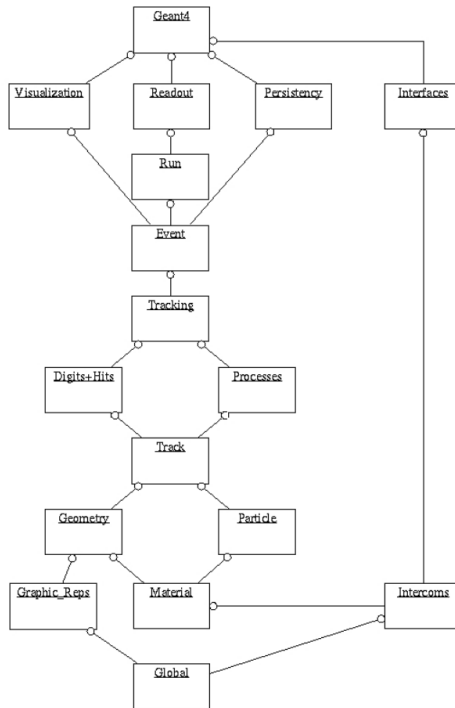 Geant4
Visualization
Readout
Persistency
Interfaces
Run
Event
Tracking
Digits+Hits
Processes
Track
Geometry
Particle
Graphic_Reps
Material
Intercoms
Global